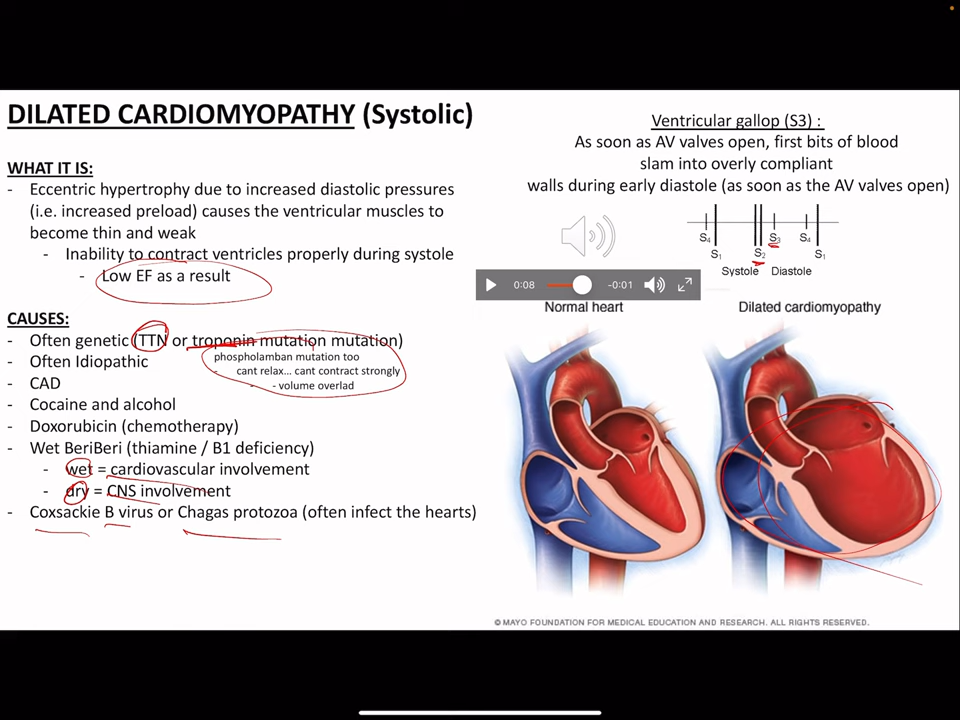 DILATED CARDIOMYOPATHY (Systolic)
WHAT IT IS:
- Eccentric hypertrophy due to increased diastolic pressures
(i.e. increased preload) causes the ventricular muscles to
become thin and weak
- Inability to contract ventricles properly during systole
- Low EF as a result
CAUSES:
- Often genetic (TTN or troponin mutation mutation)
phospholamban mutation too
- Often Idiopathic
- cant relax... cant contract strongly
- CAD
- - volume overlad
- Cocaine and alcohol
- Doxorubicin (chemotherapy)
- Wet BeriBeri (thiamine / B1 deficiency)
- wet = cardiovascular involvement
- dry = CNS involvement
- Coxsackie B virus or Chagas protozoa (often infect the hearts)
Ventricular gallop (S3) :
As soon as AV valves open, first bits of blood
slam into overly compliant
walls during early diastole (as soon as the AV valves open)
S4 S3 S4
S1 S2 S1
Systole Diastole
0:08 -0:01
Normal heart Dilated cardiomyopathy
© MAYO FOUNDATION FOR MEDICAL EDUCATION AND RESEARCH. ALL RIGHTS RESERVED.